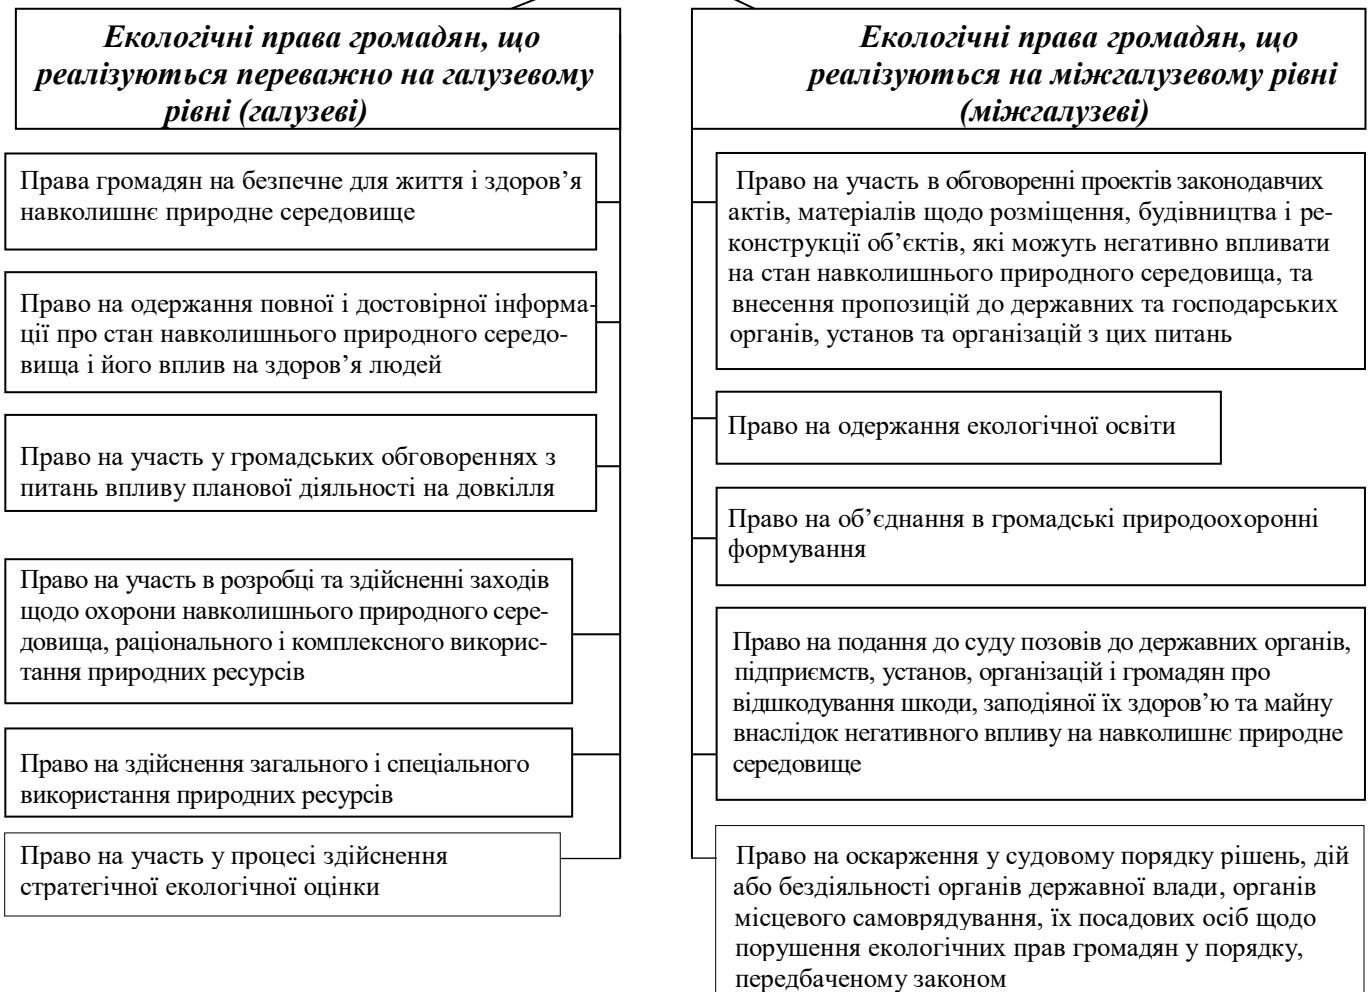 Екологічні права громадян, що
реалізуються переважно на галузевому
рівні (галузеві)
Права громадян на безпечне для життя і здоров’я
навколишнє природне середовище
Право на одержання повної і достовірної інформа-
ції про стан навколишнього природного середо-
вища і його вплив на здоров’я людей
Право на участь у громадських обговореннях з
питань впливу планової діяльності на довкілля
Право на участь в розробці та здійсненні заходів
щодо охорони навколишнього природного сере-
довища, раціонального і комплексного викорис-
тання природних ресурсів
Право на здійснення загального і спеціального
використання природних ресурсів
Право на участь у процесі здійснення
стратегічної екологічної оцінки
Екологічні права громадян, що
реалізуються на міжгалузевому рівні
(міжгалузеві)
Право на участь в обговоренні проектів законодавчих
актів, матеріалів щодо розміщення, будівництва і ре-
конструкції об’єктів, які можуть негативно впливати
на стан навколишнього природного середовища, та
внесення пропозицій до державних та господарських
органів, установ та організацій з цих питань
Право на одержання екологічної освіти
Право на об’єднання в громадські природоохоронні
формування
Право на подання до суду позовів до державних органів,
підприємств, установ, організацій і громадян про
відшкодування шкоди, заподіяної їх здоров’ю та майну
внаслідок негативного впливу на навколишнє природне
середовище
Право на оскарження у судовому порядку рішень, дій
або бездіяльності органів державної влади, органів
місцевого самоврядування, їх посадових осіб щодо
порушення екологічних прав громадян у порядку,
передбаченому законом